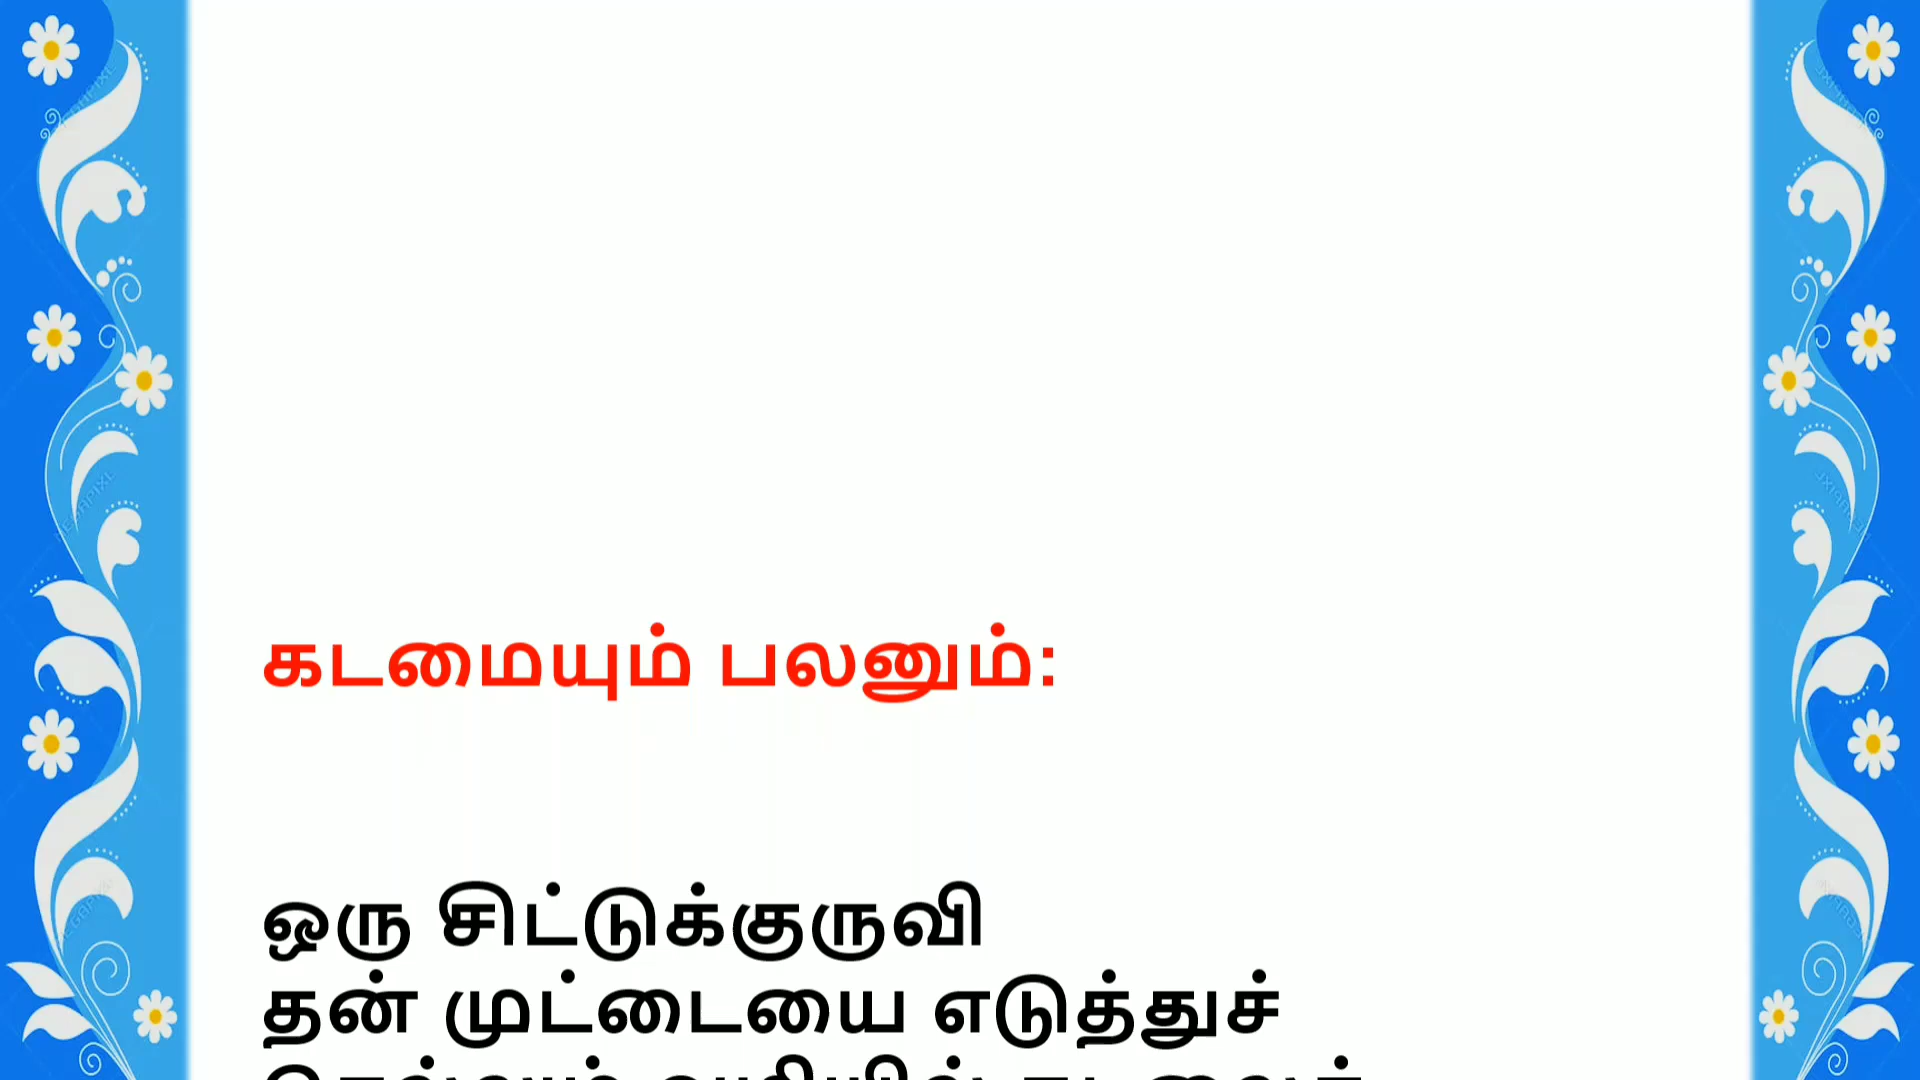 கடமையும் பலனும்:
ஒரு சிட்டுக்குருவி
தன் முட்டையை எடுத்துச்